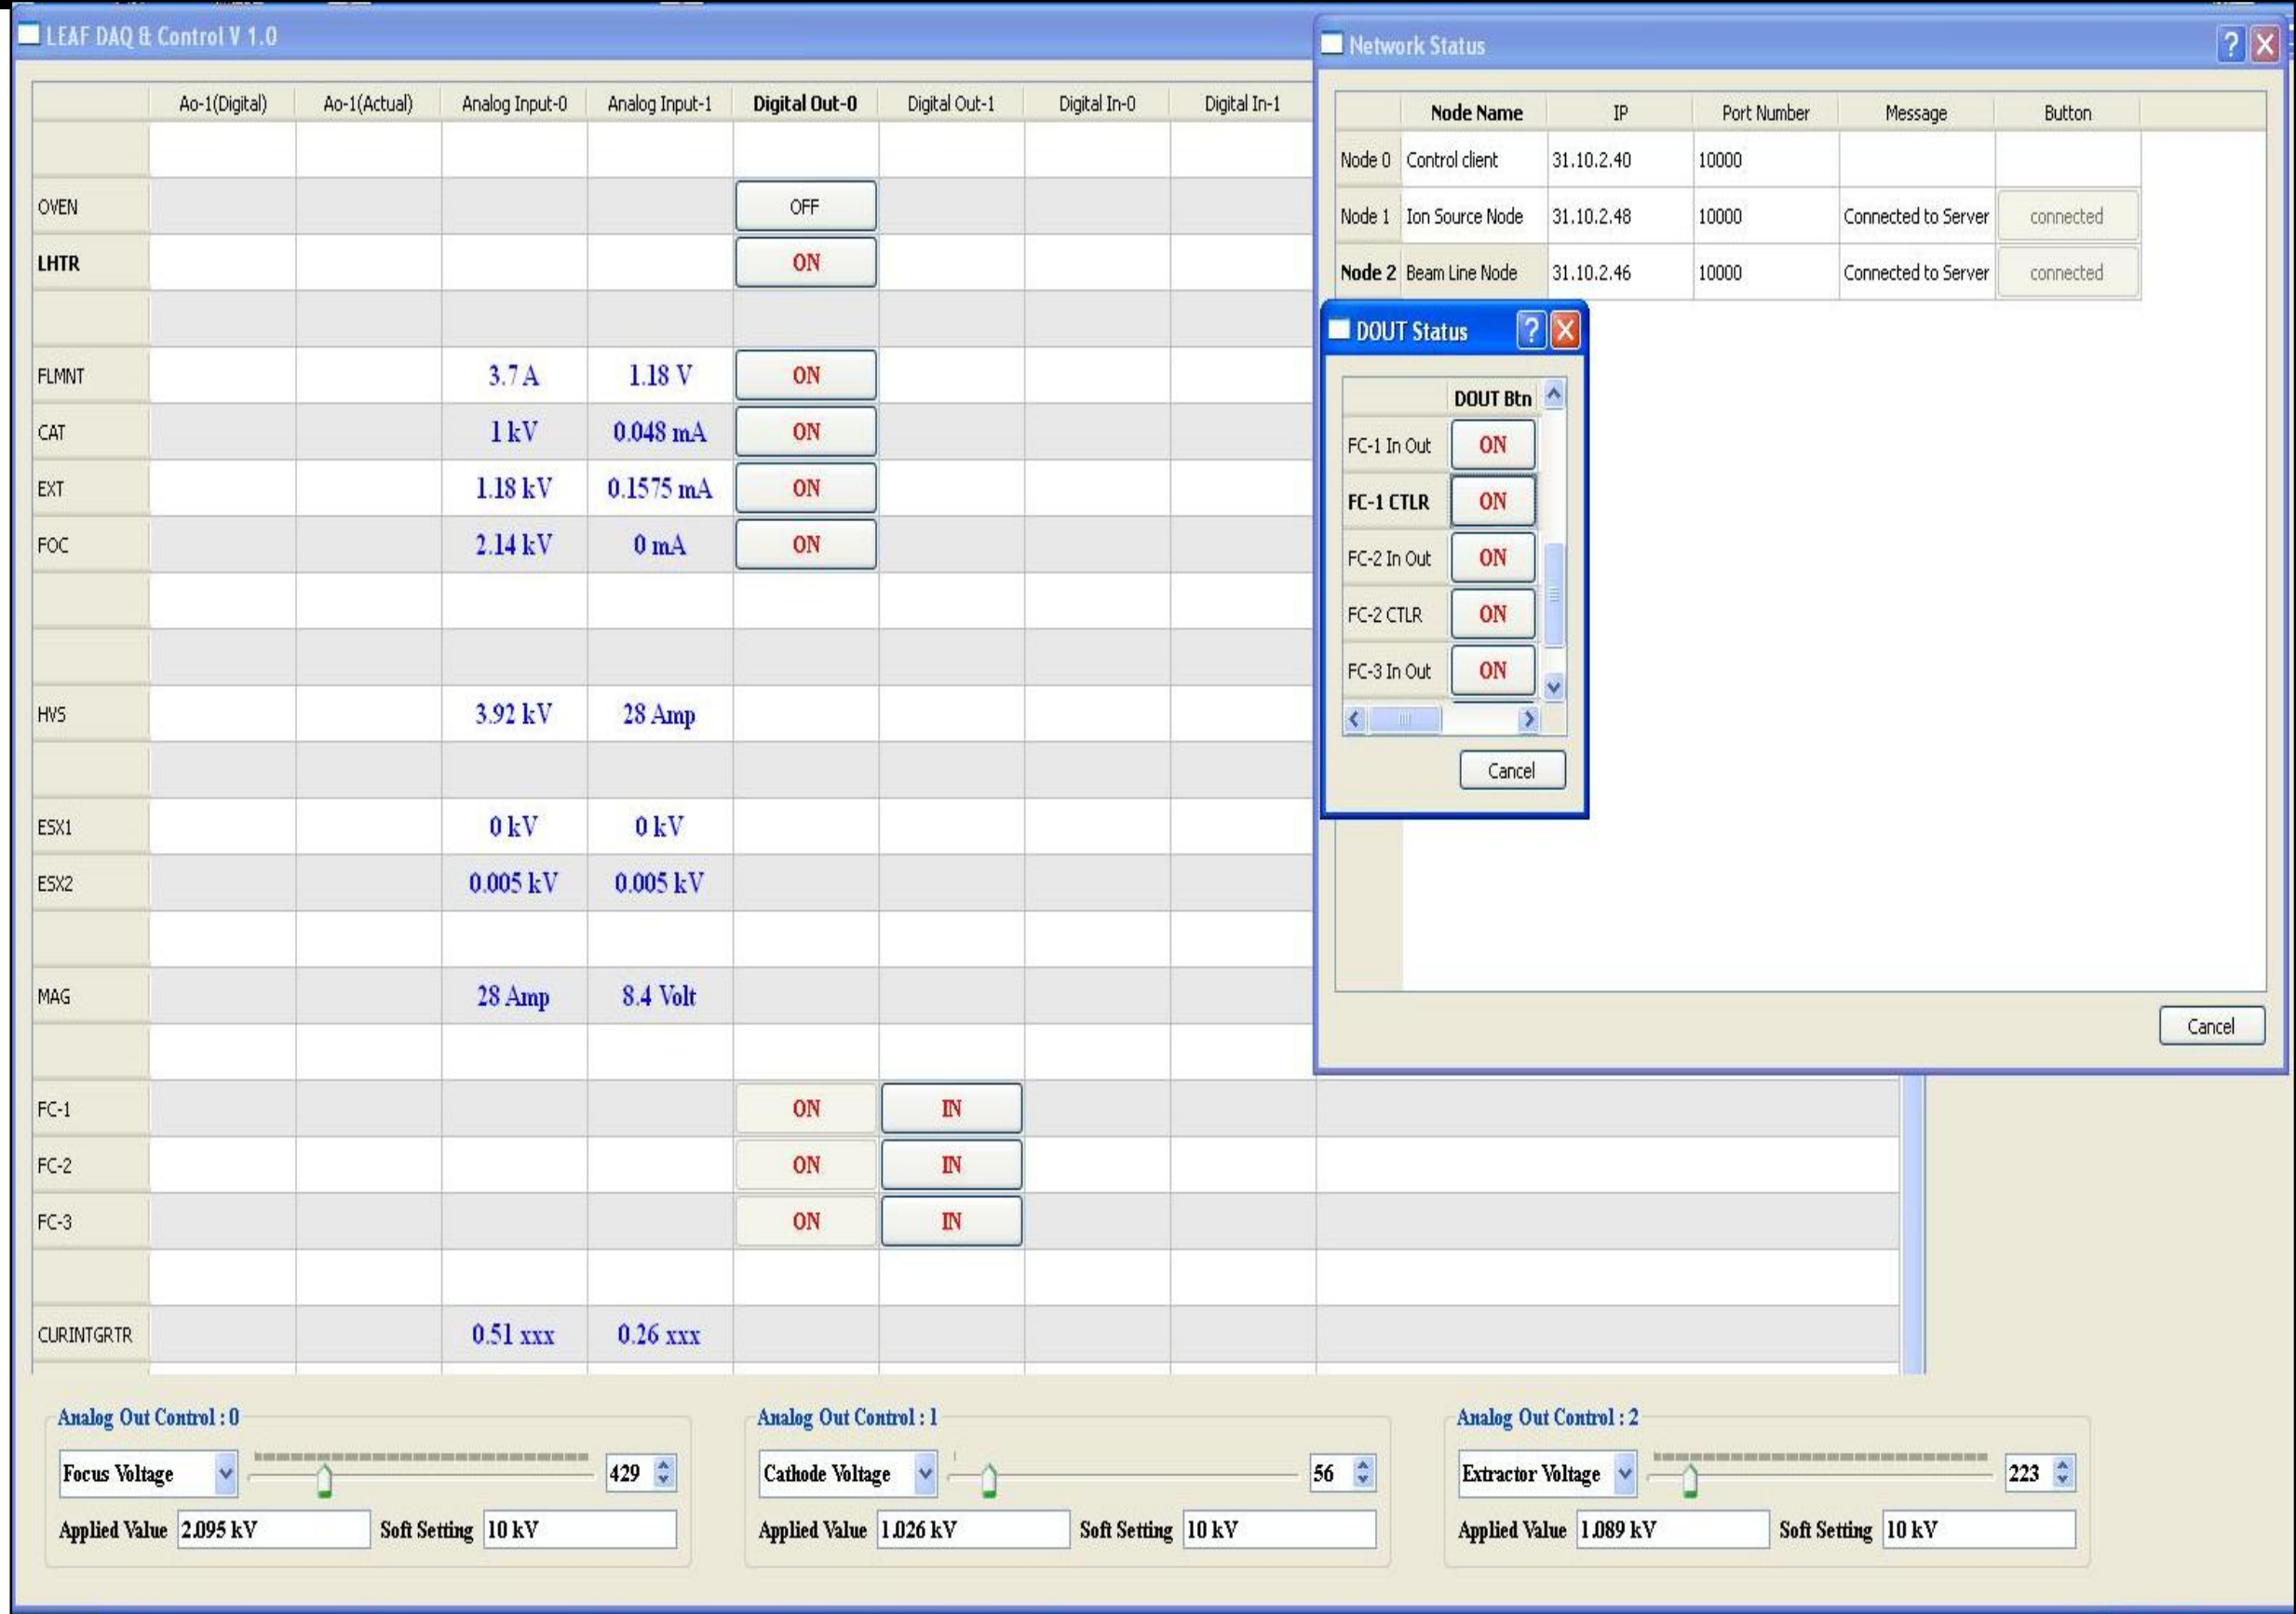 LEAF DAQ & Control V 1.0
Ao-1(Digital) Ao-1(Actual) Analog Input-0 Analog Input-1 Digital Out-0 Digital Out-1 Digital In-0 Digital In-1
OVEN OFF
LHTR ON
FLMNT 3.7 A 1.18 V ON
CAT 1 kV 0.048 mA ON
EXT 1.18 kV 0.1575 mA ON
FOC 2.14 kV 0 mA ON
HVS 3.92 kV 28 Amp
ESX1 0 kV 0 kV
ESX2 0.005 kV 0.005 kV
MAG 28 Amp 8.4 Volt
FC-1 ON IN
FC-2 ON IN
FC-3 ON IN
CURINTGRTR 0.51 xxx 0.26 xxx
Network Status
Node Name IP Port Number Message Button
Node 0 Control client 31.10.2.40 10000
Node 1 Ion Source Node 31.10.2.48 10000 Connected to Server connected
Node 2 Beam Line Node 31.10.2.46 10000 Connected to Server connected
DOUT Status
DOUT Btn
FC-1 In Out ON
FC-1 CTLR ON
FC-2 In Out ON
FC-2 CTLR ON
FC-3 In Out ON
Cancel
Cancel
Analog Out Control : 0
Focus Voltage 429
Applied Value 2.095 kV Soft Setting 10 kV
Analog Out Control : 1
Cathode Voltage 56
Applied Value 1.026 kV Soft Setting 10 kV
Analog Out Control : 2
Extractor Voltage 223
Applied Value 1.089 kV Soft Setting 10 kV